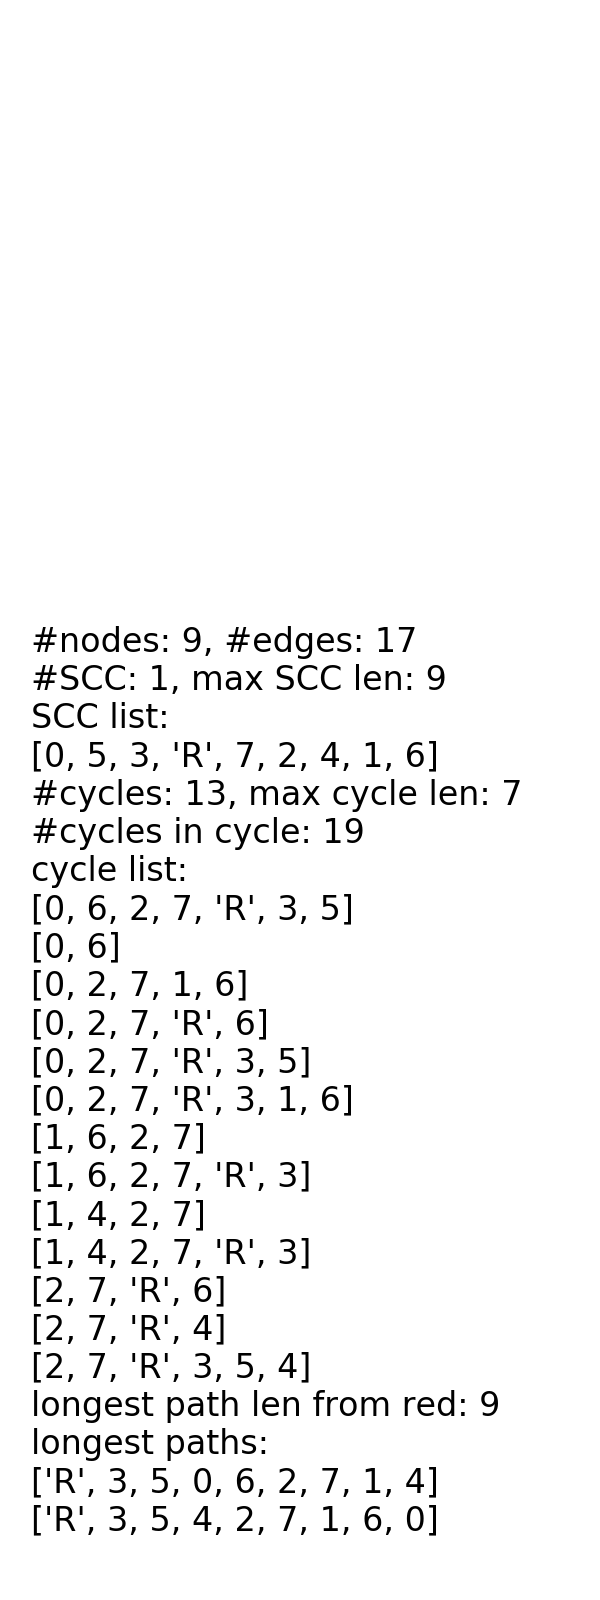 #nodes: 9, #edges: 17
#SCC: 1, max SCC len: 9
SCC list:
[0, 5, 3, 'R', 7, 2, 4, 1, 6]
#cycles: 13, max cycle len: 7
#cycles in cycle: 19
cycle list:
[0, 6, 2, 7, 'R', 3, 5]
[0, 6]
[0, 2, 7, 1, 6]
[0, 2, 7, 'R', 6]
[0, 2, 7, 'R', 3, 5]
[0, 2, 7, 'R', 3, 1, 6]
[1, 6, 2, 7]
[1, 6, 2, 7, 'R', 3]
[1, 4, 2, 7]
[1, 4, 2, 7, 'R', 3]
[2, 7, 'R', 6]
[2, 7, 'R', 4]
[2, 7, 'R', 3, 5, 4]
longest path len from red: 9
longest paths:
['R', 3, 5, 0, 6, 2, 7, 1, 4]
['R', 3, 5, 4, 2, 7, 1, 6, 0]